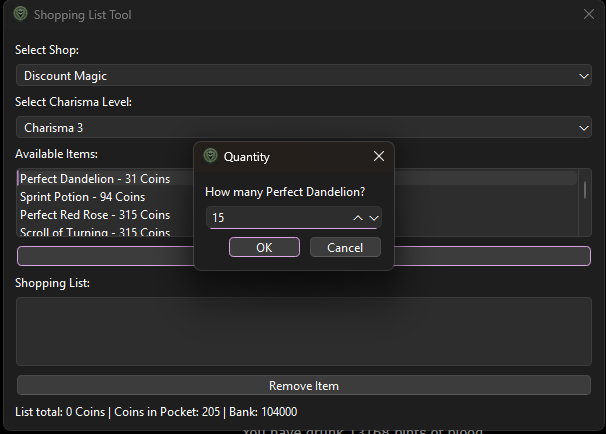 Shopping List Tool
Select Shop:
Discount Magic
Select Charisma Level:
Charisma 3
Available Items:
Perfect Dandelion - 31 Coins
Sprint Potion - 94 Coins
Perfect Red Rose - 315 Coins
Scroll of Turning - 315 Coins
Quantity
How many Perfect Dandelion?
15
OK
Cancel
Shopping List:
Remove Item
List total: 0 Coins | Coins in Pocket: 205 | Bank: 104000
You have drunk 13168 pints of blood